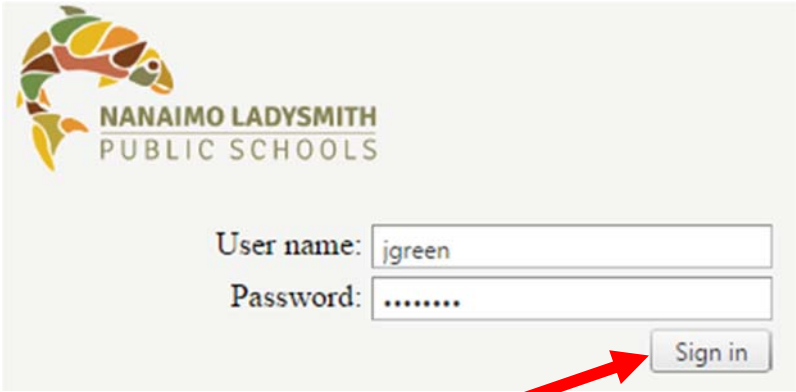 NANAIMO LADYSMITH
PUBLIC SCHOOLS
User name: jgreen
Password: ••••••••
Sign in